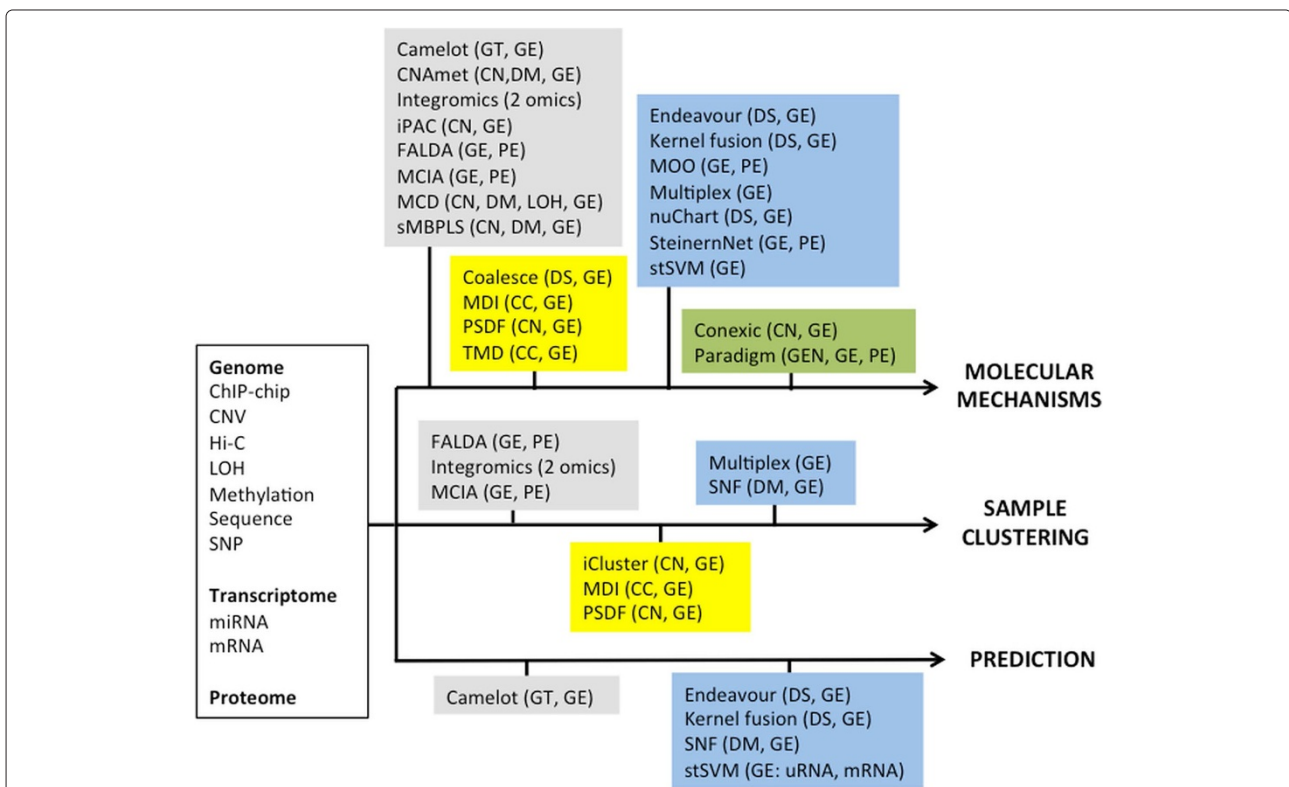 Camelot (GT, GE)
CNAmet (CN,DM, GE)
Integromics (2 omics)
iPAC (CN, GE)
FALDA (GE, PE)
MCIA (GE, PE)
MCD (CN, DM, LOH, GE)
sMBPLS (CN, DM, GE)
Endeavour (DS, GE)
Kernel fusion (DS, GE)
MOO (GE, PE)
Multiplex (GE)
nuChart (DS, GE)
SteinernNet (GE, PE)
stSVM (GE)
Coalesce (DS, GE)
MDI (CC, GE)
PSDF (CN, GE)
TMD (CC, GE)
Conexic (CN, GE)
Paradigm (GEN, GE, PE)
MOLECULAR
MECHANISMS
Genome
ChIP-chip
CNV
Hi-C
LOH
Methylation
Sequence
SNP
Transcriptome
miRNA
mRNA
Proteome
FALDA (GE, PE)
Integromics (2 omics)
MCIA (GE, PE)
Multiplex (GE)
SNF (DM, GE)
SAMPLE
CLUSTERING
iCluster (CN, GE)
MDI (CC, GE)
PSDF (CN, GE)
PREDICTION
Camelot (GT, GE)
Endeavour (DS, GE)
Kernel fusion (DS, GE)
SNF (DM, GE)
stSVM (GE: uRNA, mRNA)